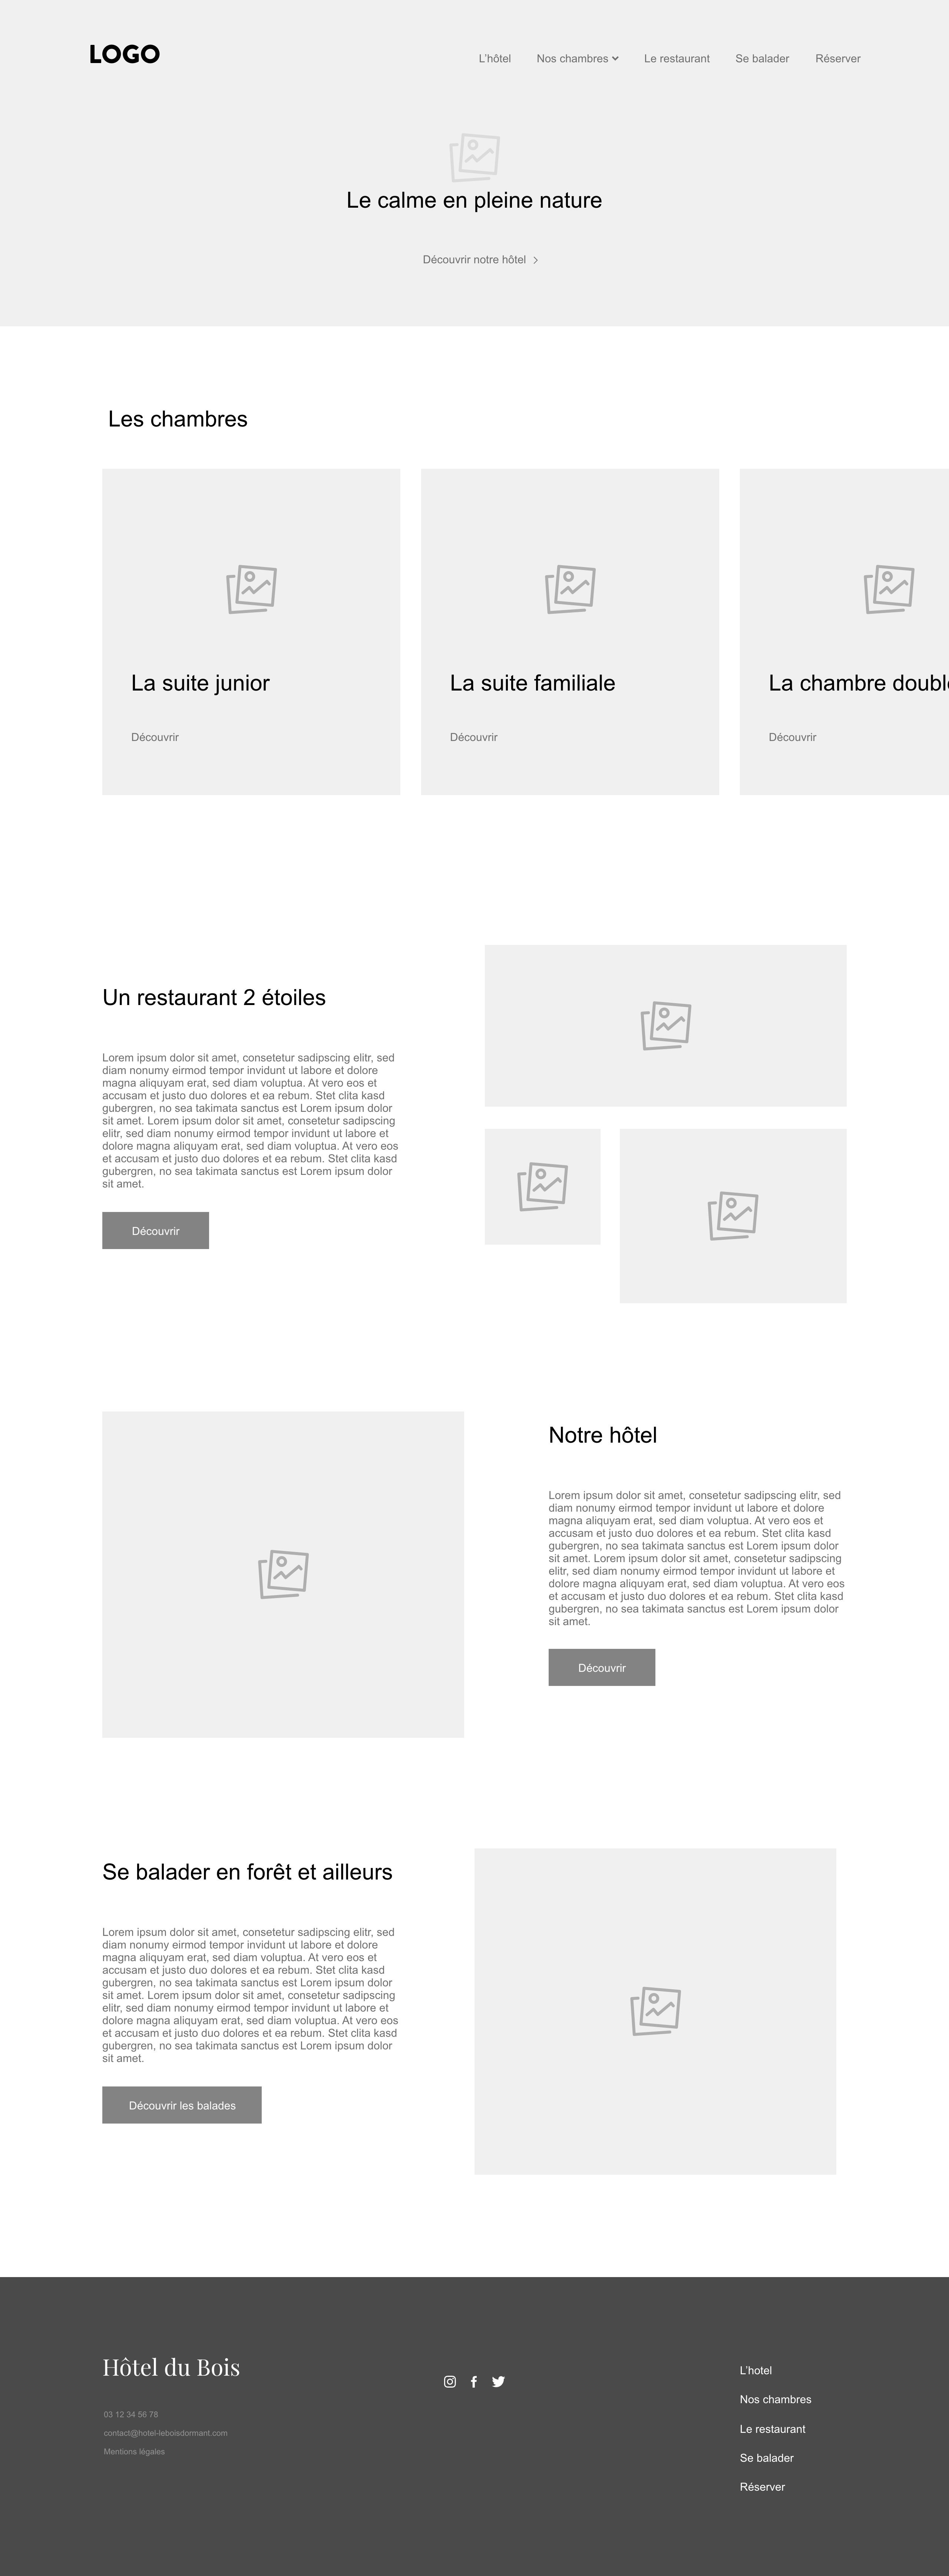 LOGO
L'hôtel
Nos chambres
Le restaurant
Se balader
Réserver
Le calme en pleine nature
Découvrir notre hôtel
Les chambres
La suite junior
Découvrir
La suite familiale
Découvrir
La chambre double
Découvrir
Un restaurant 2 étoiles
Lorem ipsum dolor sit amet, consetetur sadipscing elitr, sed
diam nonumy eirmod tempor invidunt ut labore et dolore
magna aliquyam erat, sed diam voluptua. At vero eos et
accusam et justo duo dolores et ea rebum. Stet clita kasd
gubergren, no sea takimata sanctus est Lorem ipsum dolor
sit amet. Lorem ipsum dolor sit amet, consetetur sadipscing
elitr, sed diam nonumy eirmod tempor invidunt ut labore et
dolore magna aliquyam erat, sed diam voluptua. At vero eos
et accusam et justo duo dolores et ea rebum. Stet clita kasd
gubergren, no sea takimata sanctus est Lorem ipsum dolor
sit amet.
Découvrir
Notre hôtel
Lorem ipsum dolor sit amet, consetetur sadipscing elitr, sed
diam nonumy eirmod tempor invidunt ut labore et dolore
magna aliquyam erat, sed diam voluptua. At vero eos et
accusam et justo duo dolores et ea rebum. Stet clita kasd
gubergren, no sea takimata sanctus est Lorem ipsum dolor
sit amet. Lorem ipsum dolor sit amet, consetetur sadipscing
elitr, sed diam nonumy eirmod tempor invidunt ut labore et
dolore magna aliquyam erat, sed diam voluptua. At vero eos
et accusam et justo duo dolores et ea rebum. Stet clita kasd
gubergren, no sea takimata sanctus est Lorem ipsum dolor
sit amet.
Découvrir
Se balader en forêt et ailleurs
Lorem ipsum dolor sit amet, consetetur sadipscing elitr, sed
diam nonumy eirmod tempor invidunt ut labore et dolore
magna aliquyam erat, sed diam voluptua. At vero eos et
accusam et justo duo dolores et ea rebum. Stet clita kasd
gubergren, no sea takimata sanctus est Lorem ipsum dolor
sit amet. Lorem ipsum dolor sit amet, consetetur sadipscing
elitr, sed diam nonumy eirmod tempor invidunt ut labore et
dolore magna aliquyam erat, sed diam voluptua. At vero eos
et accusam et justo duo dolores et ea rebum. Stet clita kasd
gubergren, no sea takimata sanctus est Lorem ipsum dolor
sit amet.
Découvrir les balades
Hôtel du Bois
03 12 34 56 78
contact@hotel-leboisdormant.com
Mentions légales
L'hotel
Nos chambres
Le restaurant
Se balader
Réserver